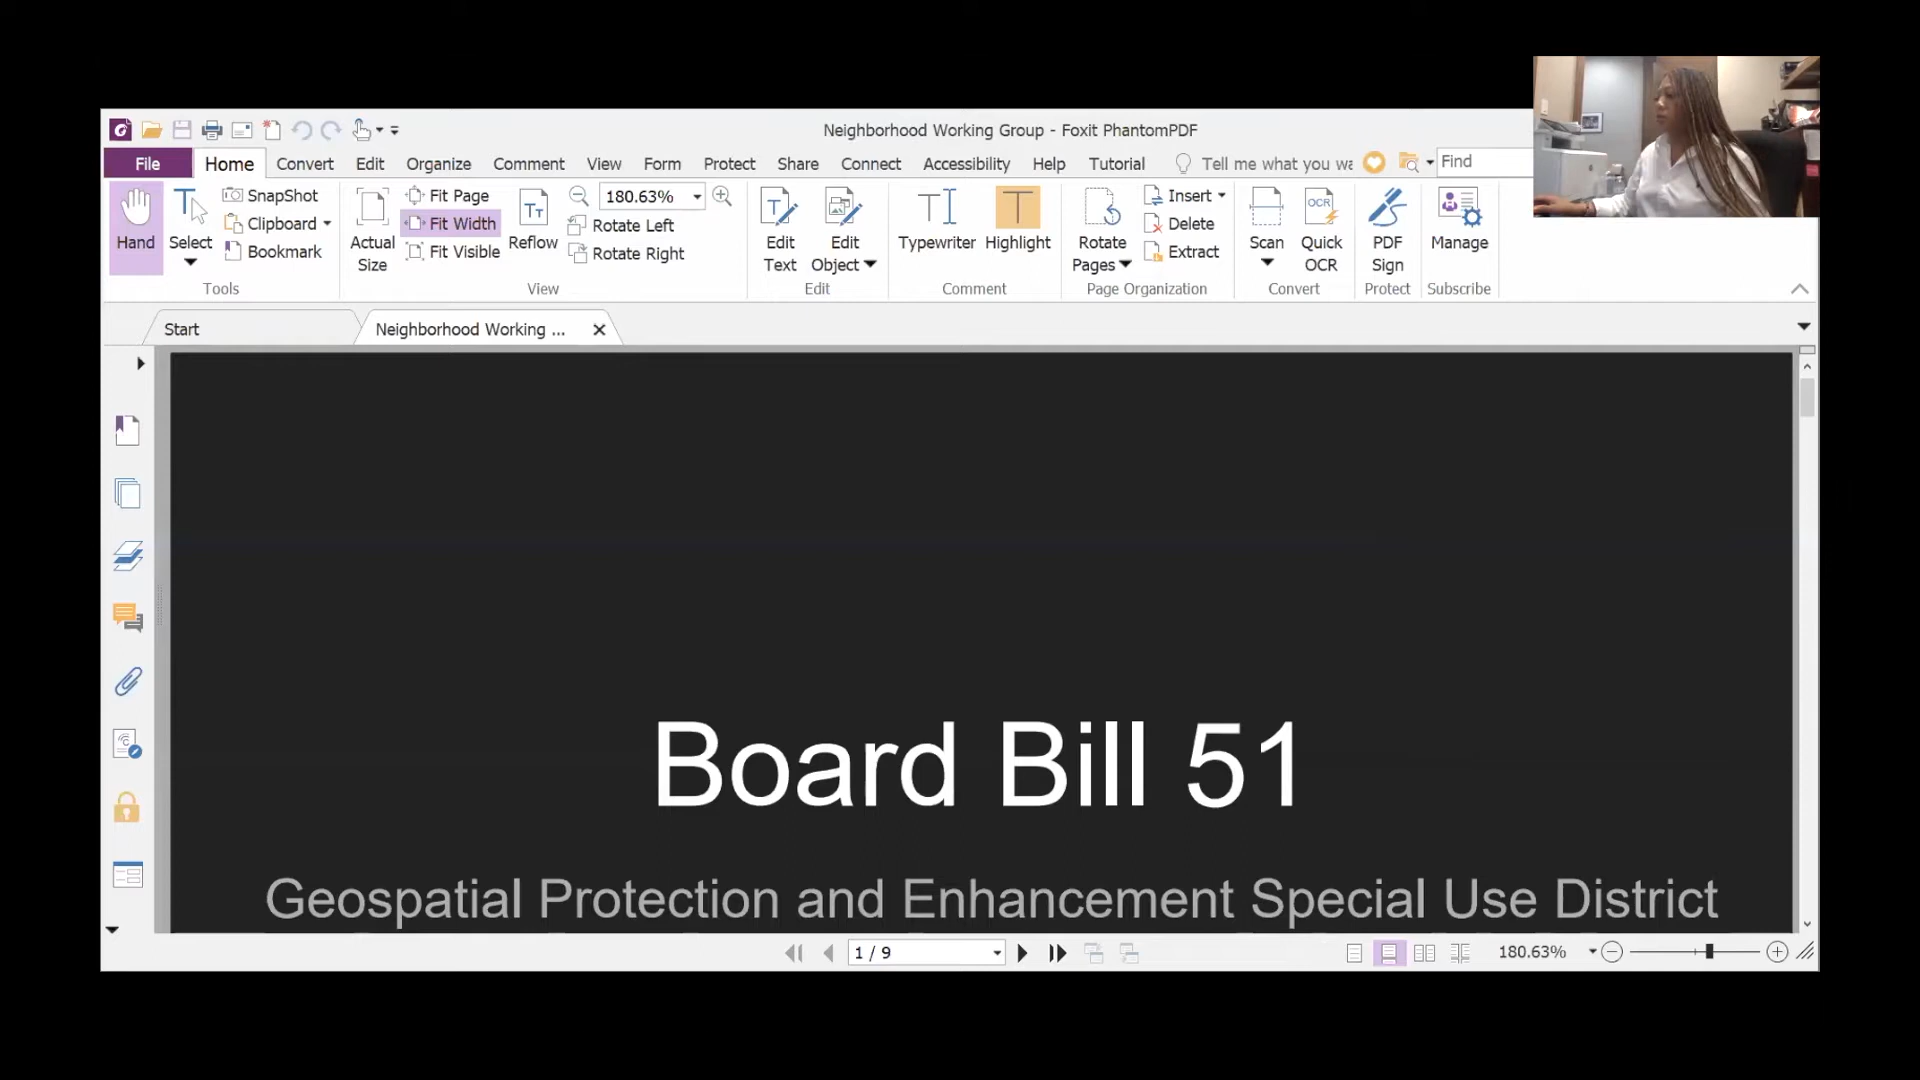 Neighborhood Working Group - Foxit PhantomPDF
File Home Convert Edit Organize Comment View Form Protect Share Connect Accessibility Help Tutorial Tell me what you wa Find
Hand
Select
SnapShot
Clipboard
Bookmark
Tools
Actual Size
Fit Page
Fit Width
Fit Visible
Reflow
180.63%
Rotate Left
Rotate Right
View
Edit Text
Edit Object
Edit
Typewriter
Highlight
Comment
Rotate Pages
Insert
Delete
Extract
Page Organization
Scan
OCR
Quick OCR
Convert
PDF Sign
Protect
Manage
Subscribe
Start
Neighborhood Working ...
Board Bill 51
Geospatial Protection and Enhancement Special Use District
1 / 9
180.63%